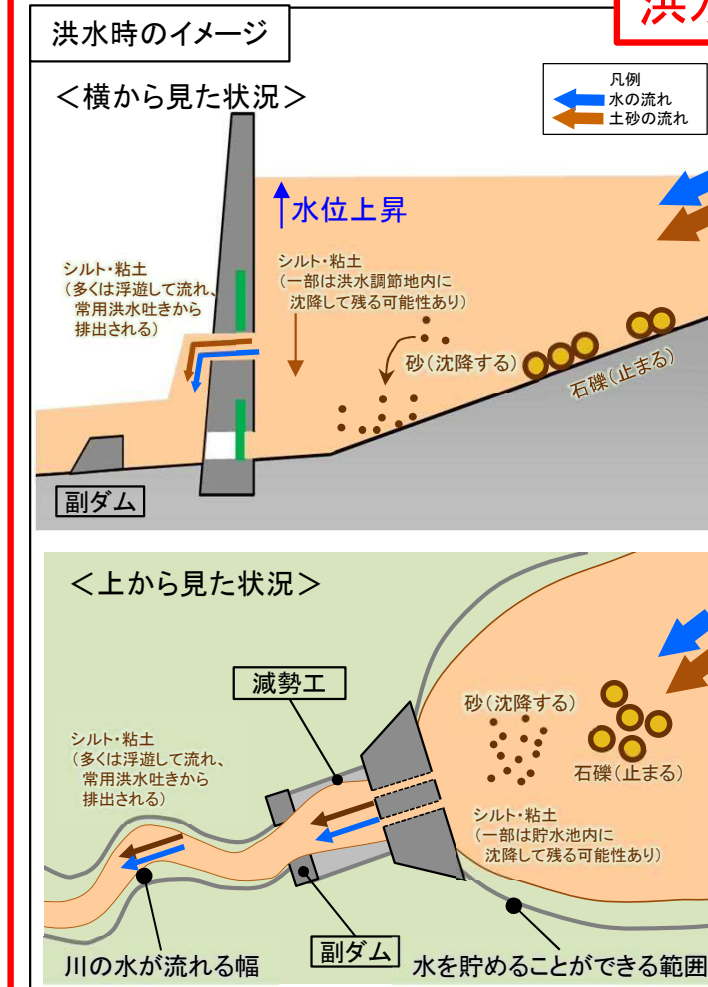 洪水時のイメージ
洪水
＜横から見た状況＞
凡例
水の流れ
土砂の流れ
水位上昇
シルト・粘土
（多くは浮遊して流れ、
常用洪水吐きから
排出される）
シルト・粘土
（一部は洪水調節地内に
沈降して残る可能性あり）
砂（沈降する）
石礫（止まる）
副ダム
＜上から見た状況＞
減勢工
シルト・粘土
（多くは浮遊して流れ、
常用洪水吐きから
排出される）
砂（沈降する）
石礫（止まる）
シルト・粘土
（一部は貯水池内に
沈降して残る可能性あり）
川の水が流れる幅
副ダム
水を貯めることができる範囲